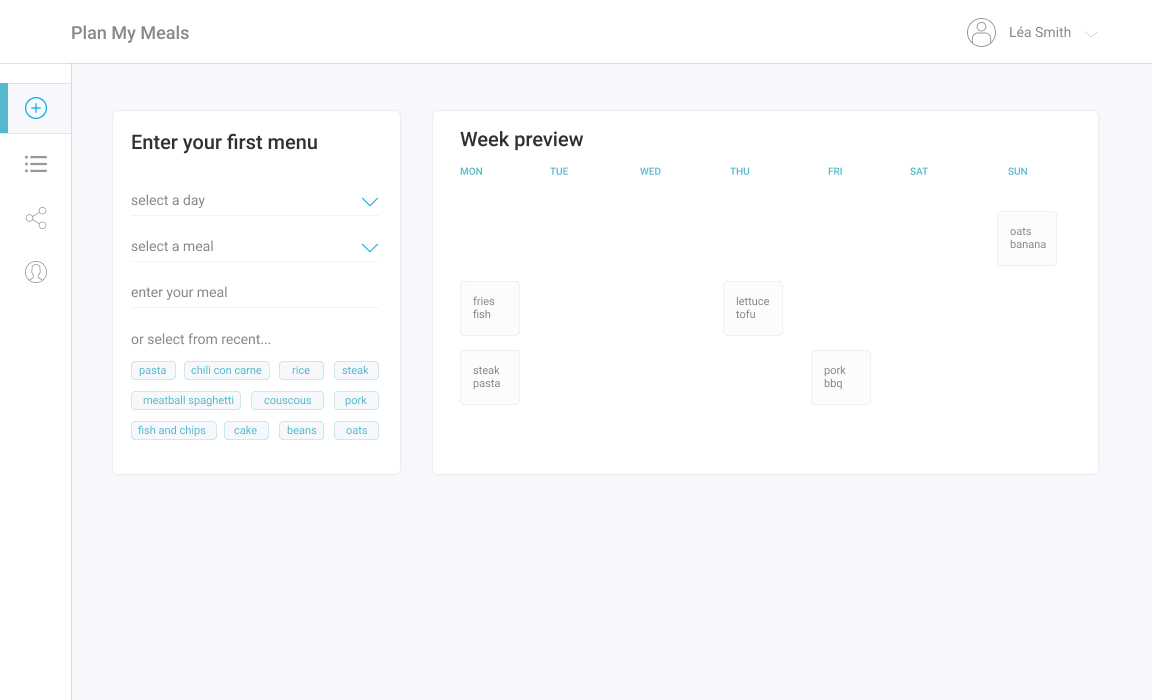 Plan My Meals
Léa Smith
Enter your first menu
select a day
select a meal
enter your meal
or select from recent...
pasta chili con carne rice steak
meatball spaghetti couscous pork
fish and chips cake beans oats
Week preview
MON TUE WED THU FRI SAT SUN
oats
banana
fries
fish
lettuce
tofu
steak
pasta
pork
bbq